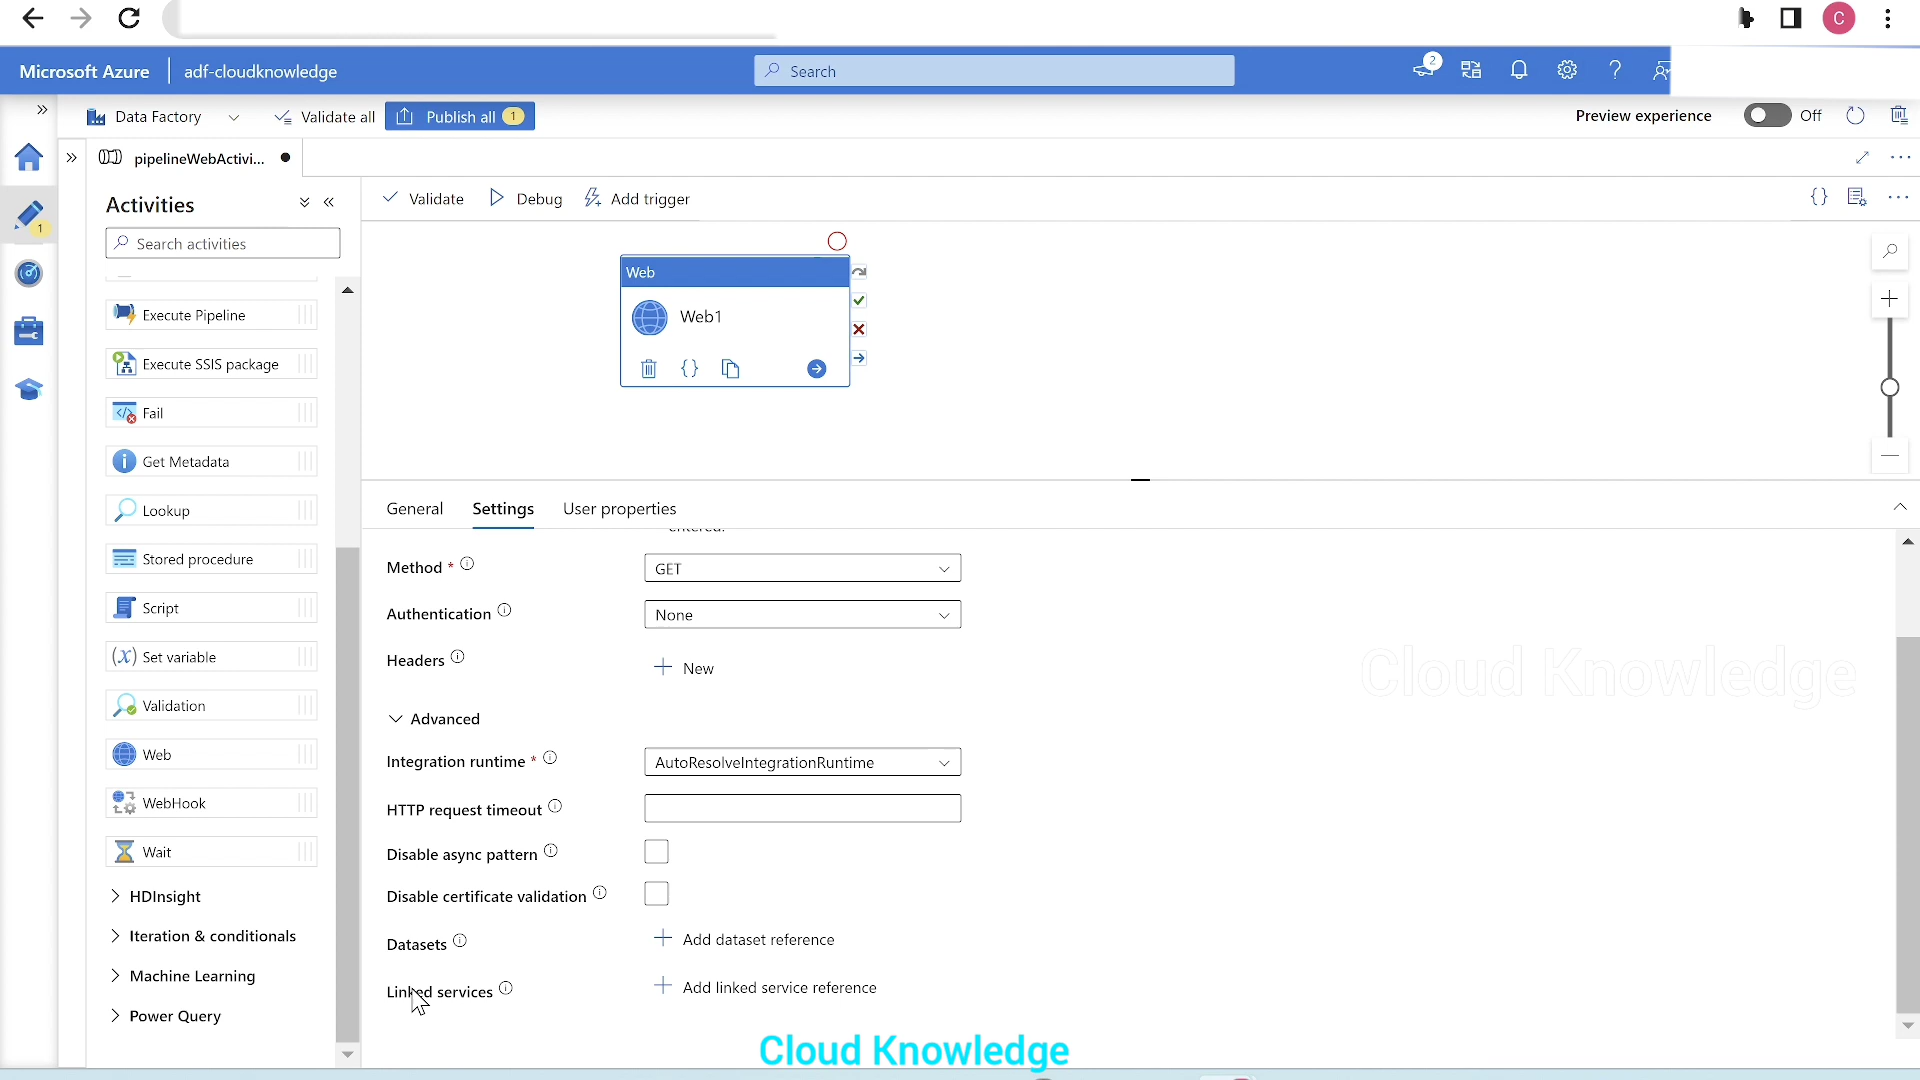 C
Microsoft Azure
adf-cloudknowledge
Search
2
Data Factory
Validate all
Publish all 1
Preview experience
Off
pipelineWebActivi...
1
Activities
Search activities
Validate
Debug
Add trigger
Execute Pipeline
Execute SSIS package
Fail
Get Metadata
Lookup
Stored procedure
Script
Set variable
Validation
Web
WebHook
Wait
HDInsight
Iteration & conditionals
Machine Learning
Power Query
Web
Web1
General
Settings
User properties
entered.
Method *
GET
Authentication
None
Headers
New
Advanced
Integration runtime *
AutoResolveIntegrationRuntime
HTTP request timeout
Disable async pattern
Disable certificate validation
Datasets
Add dataset reference
Linked services
Add linked service reference
Cloud Knowledge
Cloud Knowledge